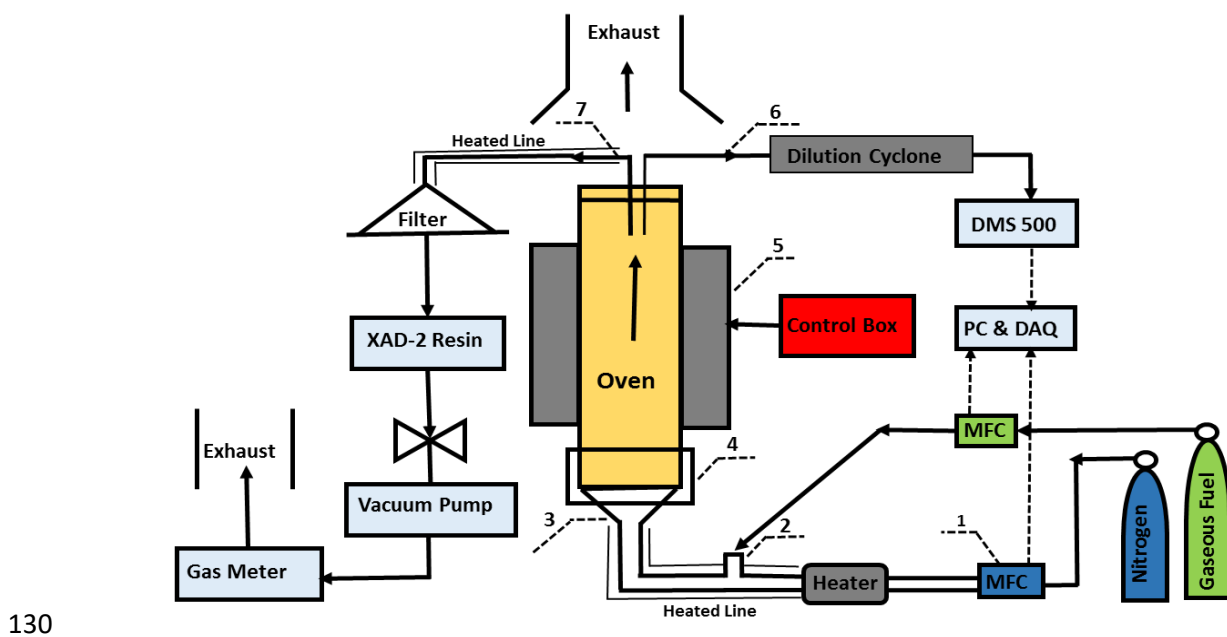 Exhaust
7
6
Heated Line
Dilution Cyclone
Filter
DMS 500
5
XAD-2 Resin
Control Box
PC & DAQ
Oven
MFC
Exhaust
4
Vacuum Pump
3
2
1
Gas Meter
Heater
MFC
Nitrogen
Gaseous Fuel
Heated Line
130